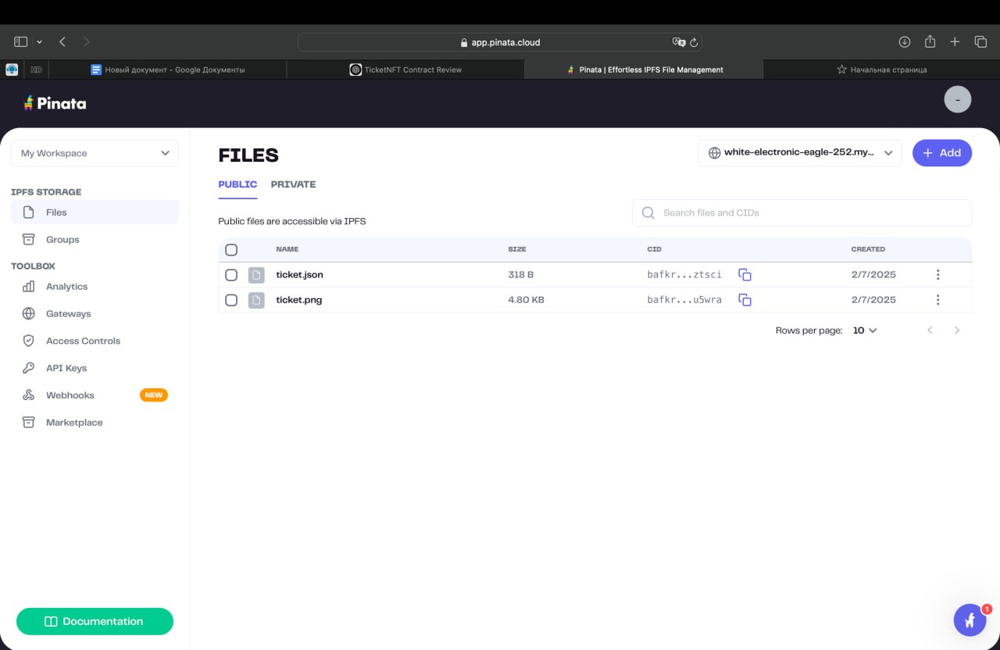 app.pinata.cloud
Новый документ - Google Документы
TicketNFT Contract Review
Pinata | Effortless IPFS File Management
Начальная страница
Pinata
-
My Workspace
FILES
white-electronic-eagle-252.my...
+ Add
PUBLIC PRIVATE
IPFS STORAGE
Files
Groups
TOOLBOX
Analytics
Gateways
Access Controls
API Keys
Webhooks NEW
Marketplace
Public files are accessible via IPFS
Search files and CIDs
NAME SIZE CID CREATED
ticket.json 318 B bafkr...ztsci 2/7/2025
ticket.png 4.80 KB bafkr...u5wra 2/7/2025
Rows per page: 10
Documentation
1